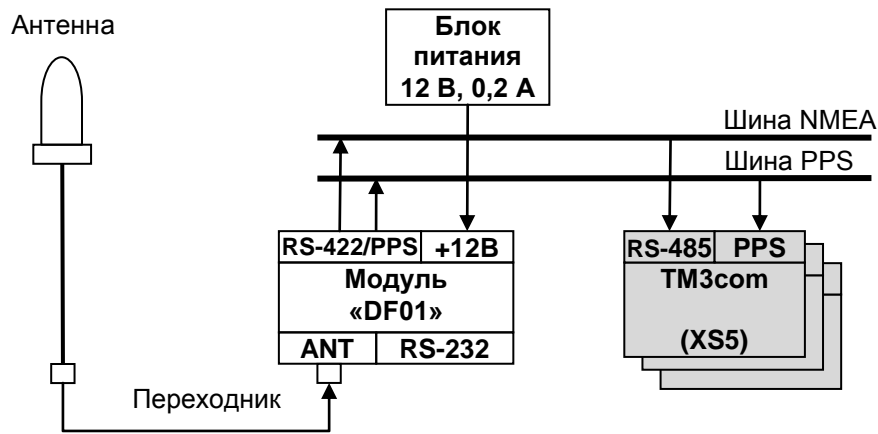 Антенна
Блок
питания
12 В, 0,2 А
Шина NMEA
Шина PPS
RS-422/PPS
+12В
Модуль
«DF01»
ANT
RS-232
RS-485
PPS
TM3com
(XS5)
Переходник